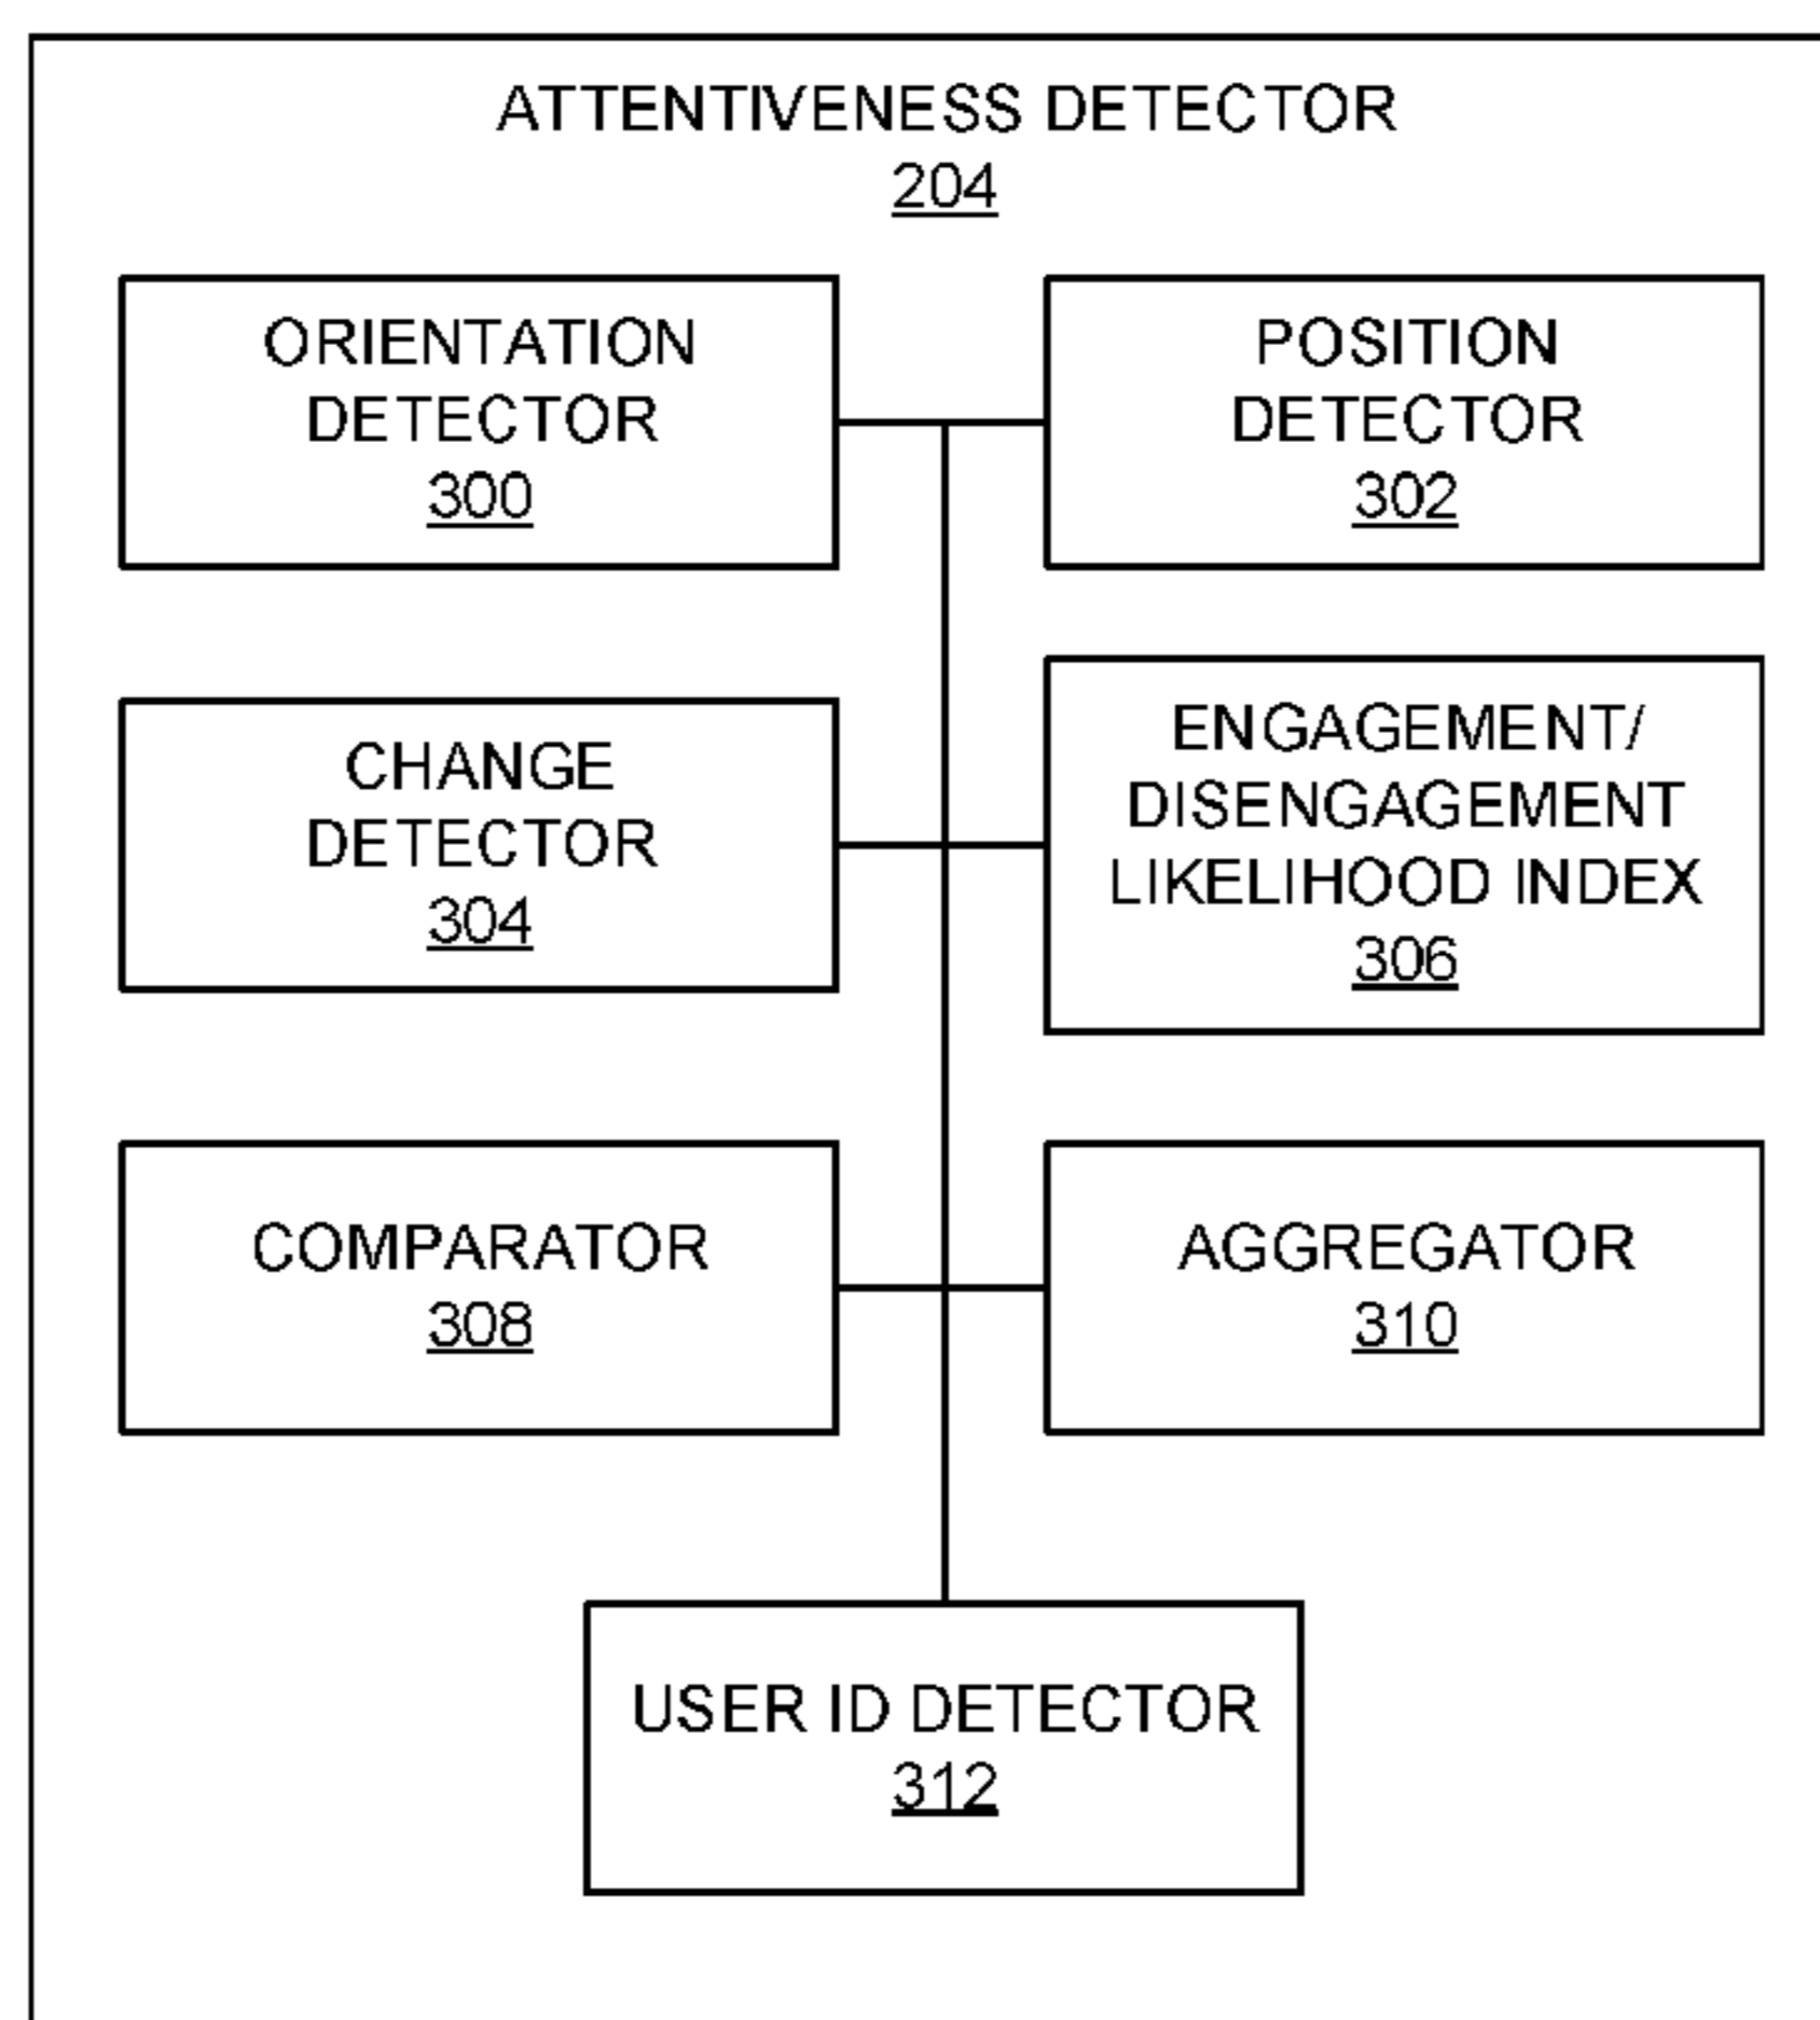 ATTENTIVENESS DETECTOR
204
ORIENTATION
DETECTOR
300
POSITION
DETECTOR
302
CHANGE
DETECTOR
304
ENGAGEMENT/
DISENGAGEMENT
LIKELIHOOD INDEX
306
COMPARATOR
308
AGGREGATOR
310
USER ID DETECTOR
312